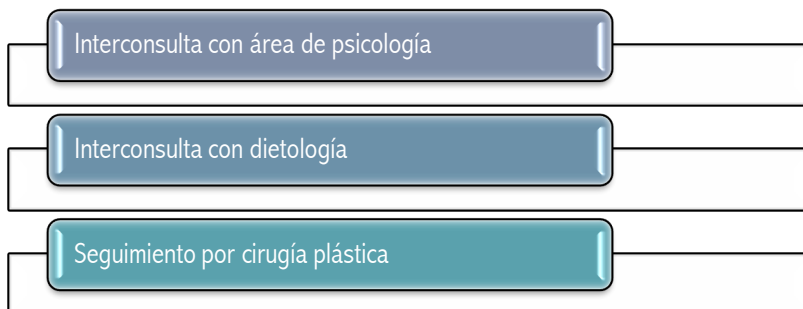 Interconsulta con área de psicología
Interconsulta con dietología
Seguimiento por cirugía plástica